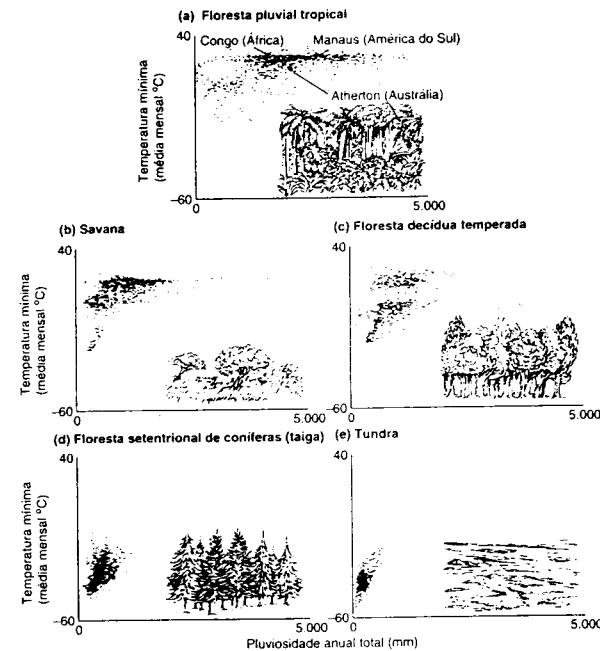 (a) Floresta pluvial tropical
40
Congo (África)
Manaus (América do Sul)
Atherton (Austrália)
Temperatura mínima
(média mensal °C)
-60
0
5.000
(b) Savana
40
Temperatura mínima
(média mensal °C)
-60
0
5.000
(c) Floresta decídua temperada
40
-60
0
5.000
(d) Floresta setentrional de coníferas (taiga)
40
Temperatura mínima
(média mensal °C)
-60
0
5.000
(e) Tundra
40
-60
0
5.000
Pluviosidade anual total (mm)